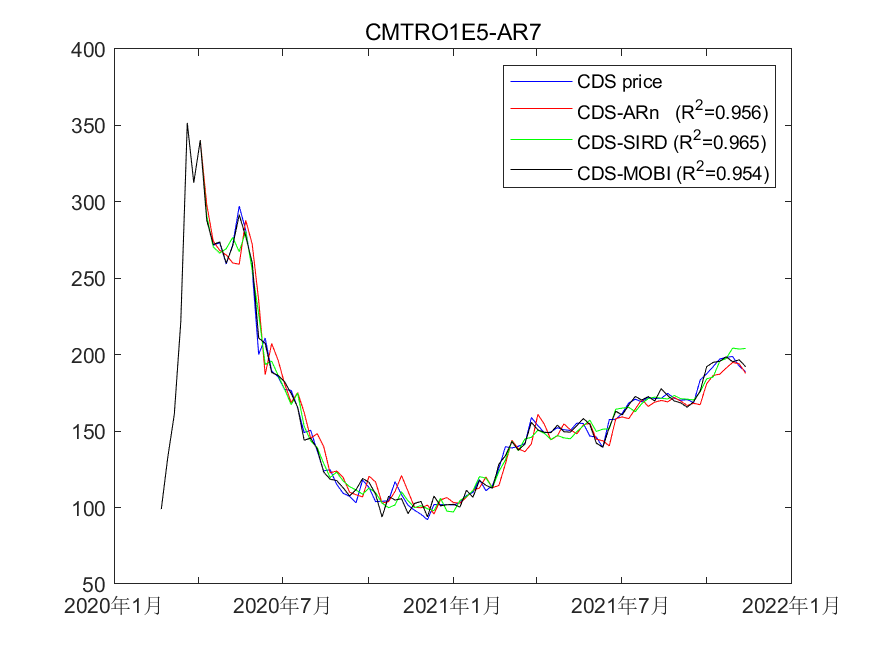 CMTRO1E5-AR7
400
350
300
250
200
150
100
50
2020年1月
2020年7月
2021年1月
2021年7月
2022年1月
CDS price
CDS-ARn (R²=0.956)
CDS-SIRD (R²=0.965)
CDS-MOBI (R²=0.954)